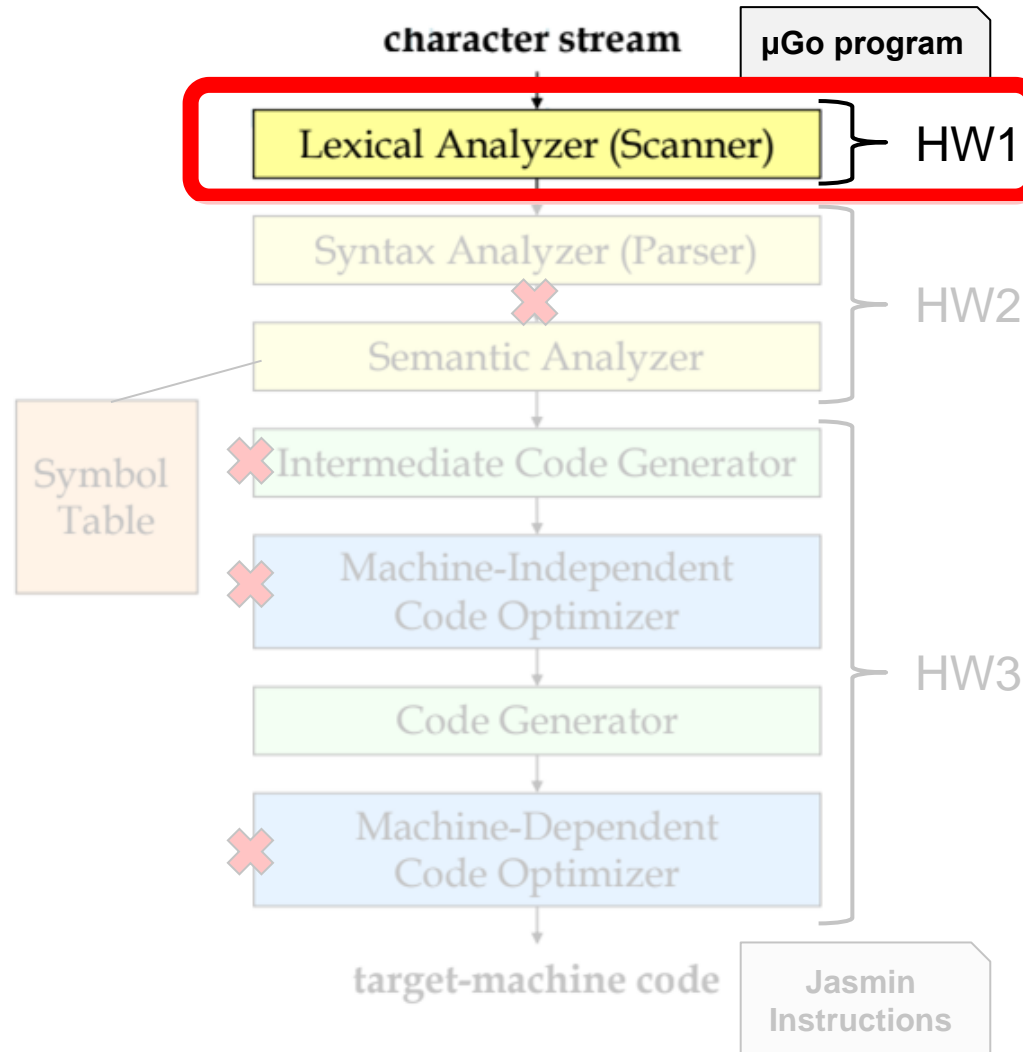 character stream
μGo program
Lexical Analyzer (Scanner)
HW1
Syntax Analyzer (Parser)
HW2
Semantic Analyzer
Symbol
Table
Intermediate Code Generator
Machine-Independent
Code Optimizer
HW3
Code Generator
Machine-Dependent
Code Optimizer
target-machine code
Jasmin
Instructions